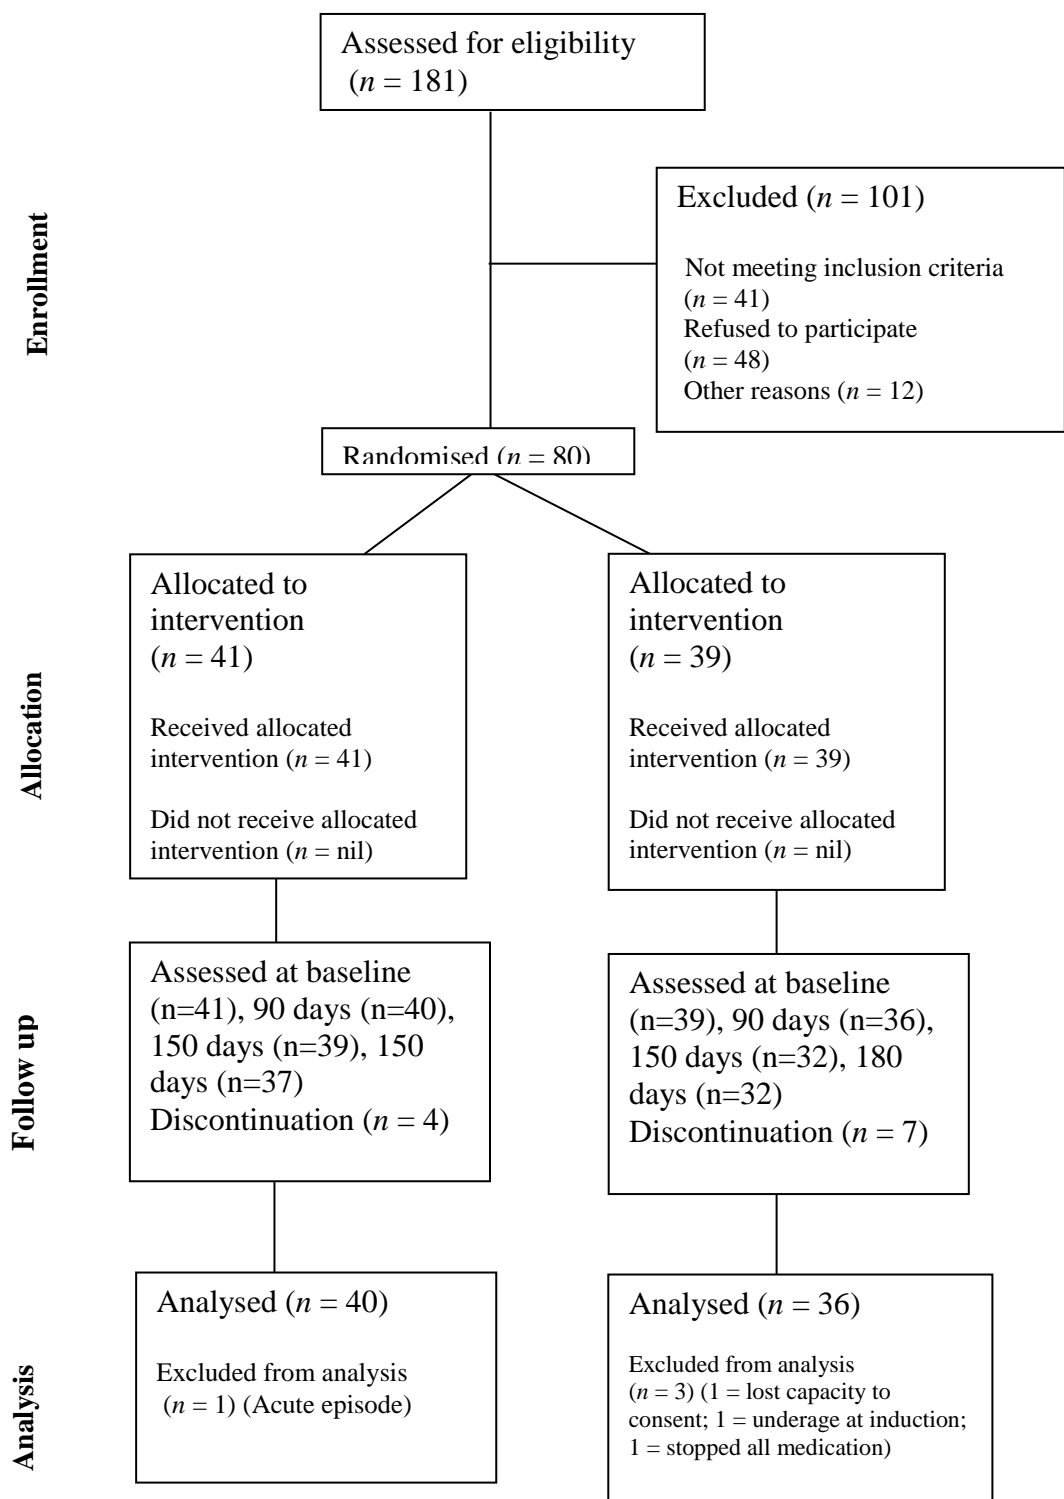 Assessed for eligibility
(n = 181)
Enrollment
Excluded (n = 101)
Not meeting inclusion criteria
(n = 41)
Refused to participate
(n = 48)
Other reasons (n = 12)
Randomised (n = 80)
Allocation
Allocated to
intervention
(n = 41)
Received allocated
intervention (n = 41)
Did not receive allocated
intervention (n = nil)
Allocated to
intervention
(n = 39)
Received allocated
intervention (n = 39)
Did not receive allocated
intervention (n = nil)
Follow up
Assessed at baseline
(n=41), 90 days (n=40),
150 days (n=39), 150
days (n=37)
Discontinuation (n = 4)
Assessed at baseline
(n=39), 90 days (n=36),
150 days (n=32), 180
days (n=32)
Discontinuation (n = 7)
Analysis
Analysed (n = 40)
Excluded from analysis
(n = 1) (Acute episode)
Analysed (n = 36)
Excluded from analysis
(n = 3) (1 = lost capacity to
consent; 1 = underage at induction;
1 = stopped all medication)